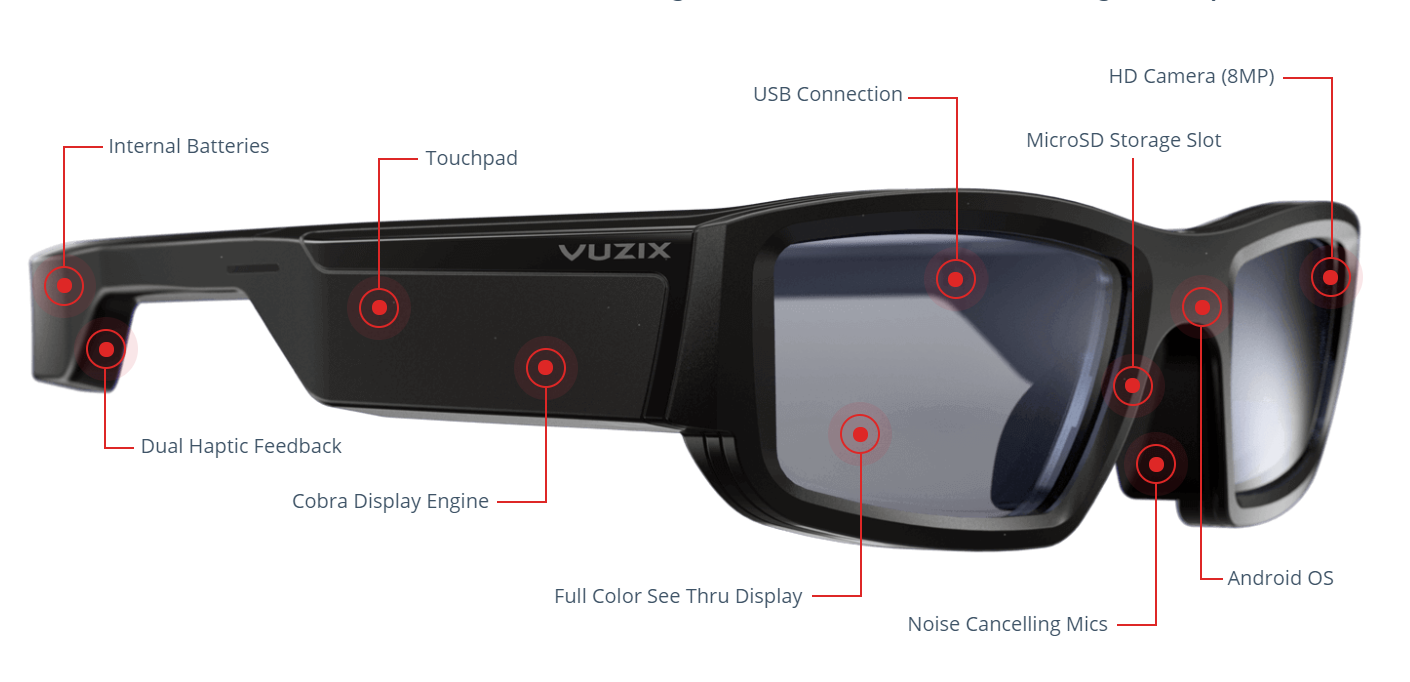 HD Camera (8MP)
USB Connection
MicroSD Storage Slot
Internal Batteries
Touchpad
VUZIX
Dual Haptic Feedback
Cobra Display Engine
Full Color See Thru Display
Android OS
Noise Cancelling Mics